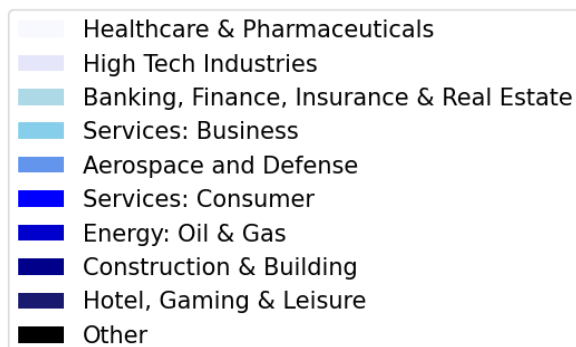 Healthcare & Pharmaceuticals
High Tech Industries
Banking, Finance, Insurance & Real Estate
Services: Business
Aerospace and Defense
Services: Consumer
Energy: Oil & Gas
Construction & Building
Hotel, Gaming & Leisure
Other